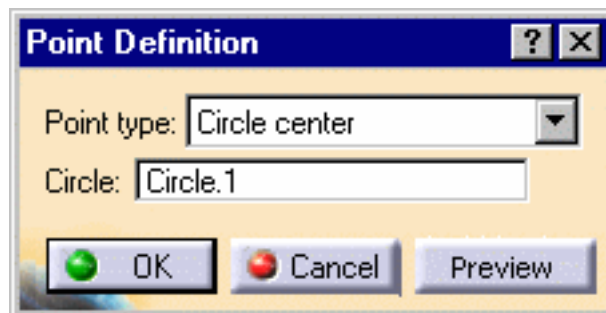 Point Definition ? X
Point type: Circle center
Circle: Circle.1
OK Cancel Preview